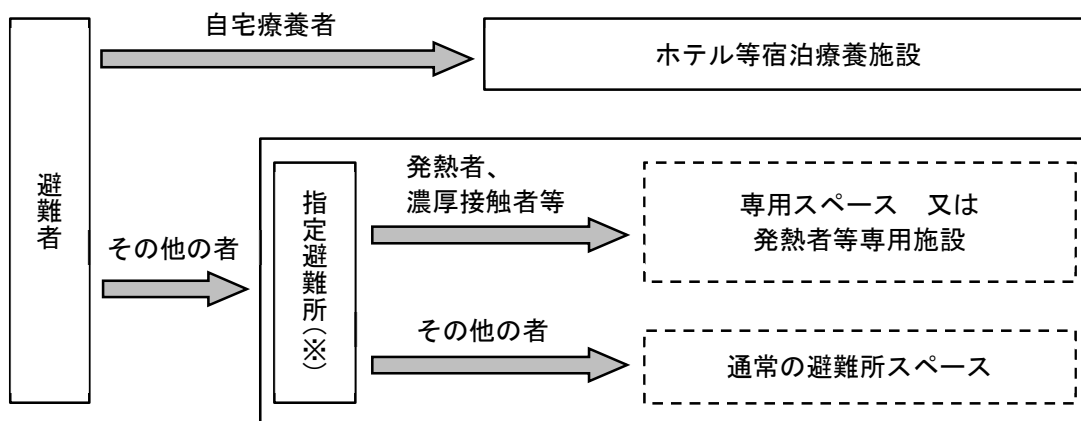 自宅療養者
ホテル等宿泊療養施設
避難者
その他の者
指定避難所(※)
発熱者、
濃厚接触者等
専用スペース　又は
発熱者等専用施設
その他の者
通常の避難所スペース